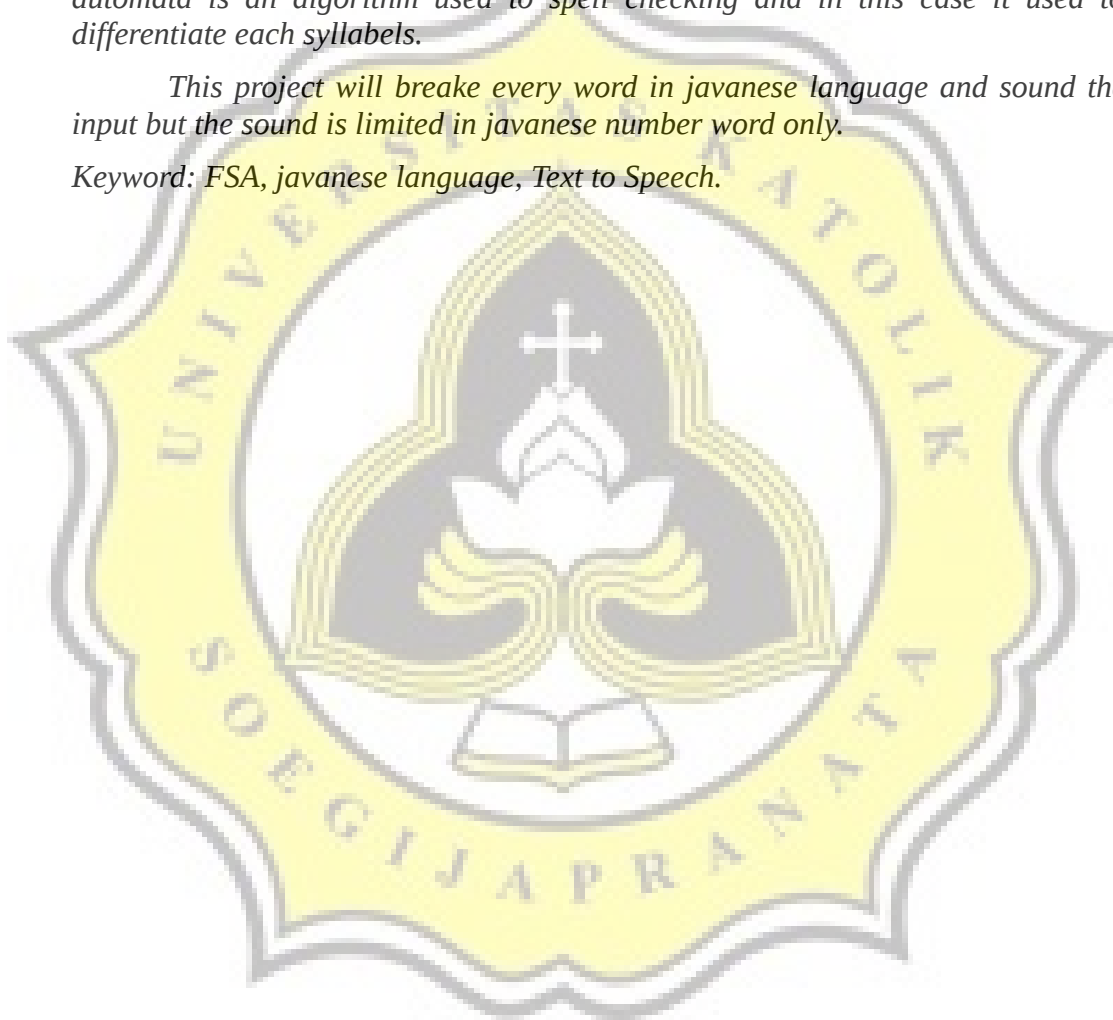 automata is an algorithm used to spell checking and in this case it used to
differentiate each syllabels.
This project will breake every word in javanese language and sound the
input but the sound is limited in javanese number word only.
Keyword: FSA, javanese language, Text to Speech.
UNIVERSITAS KATOLIK
SOEGIJAPRANATA